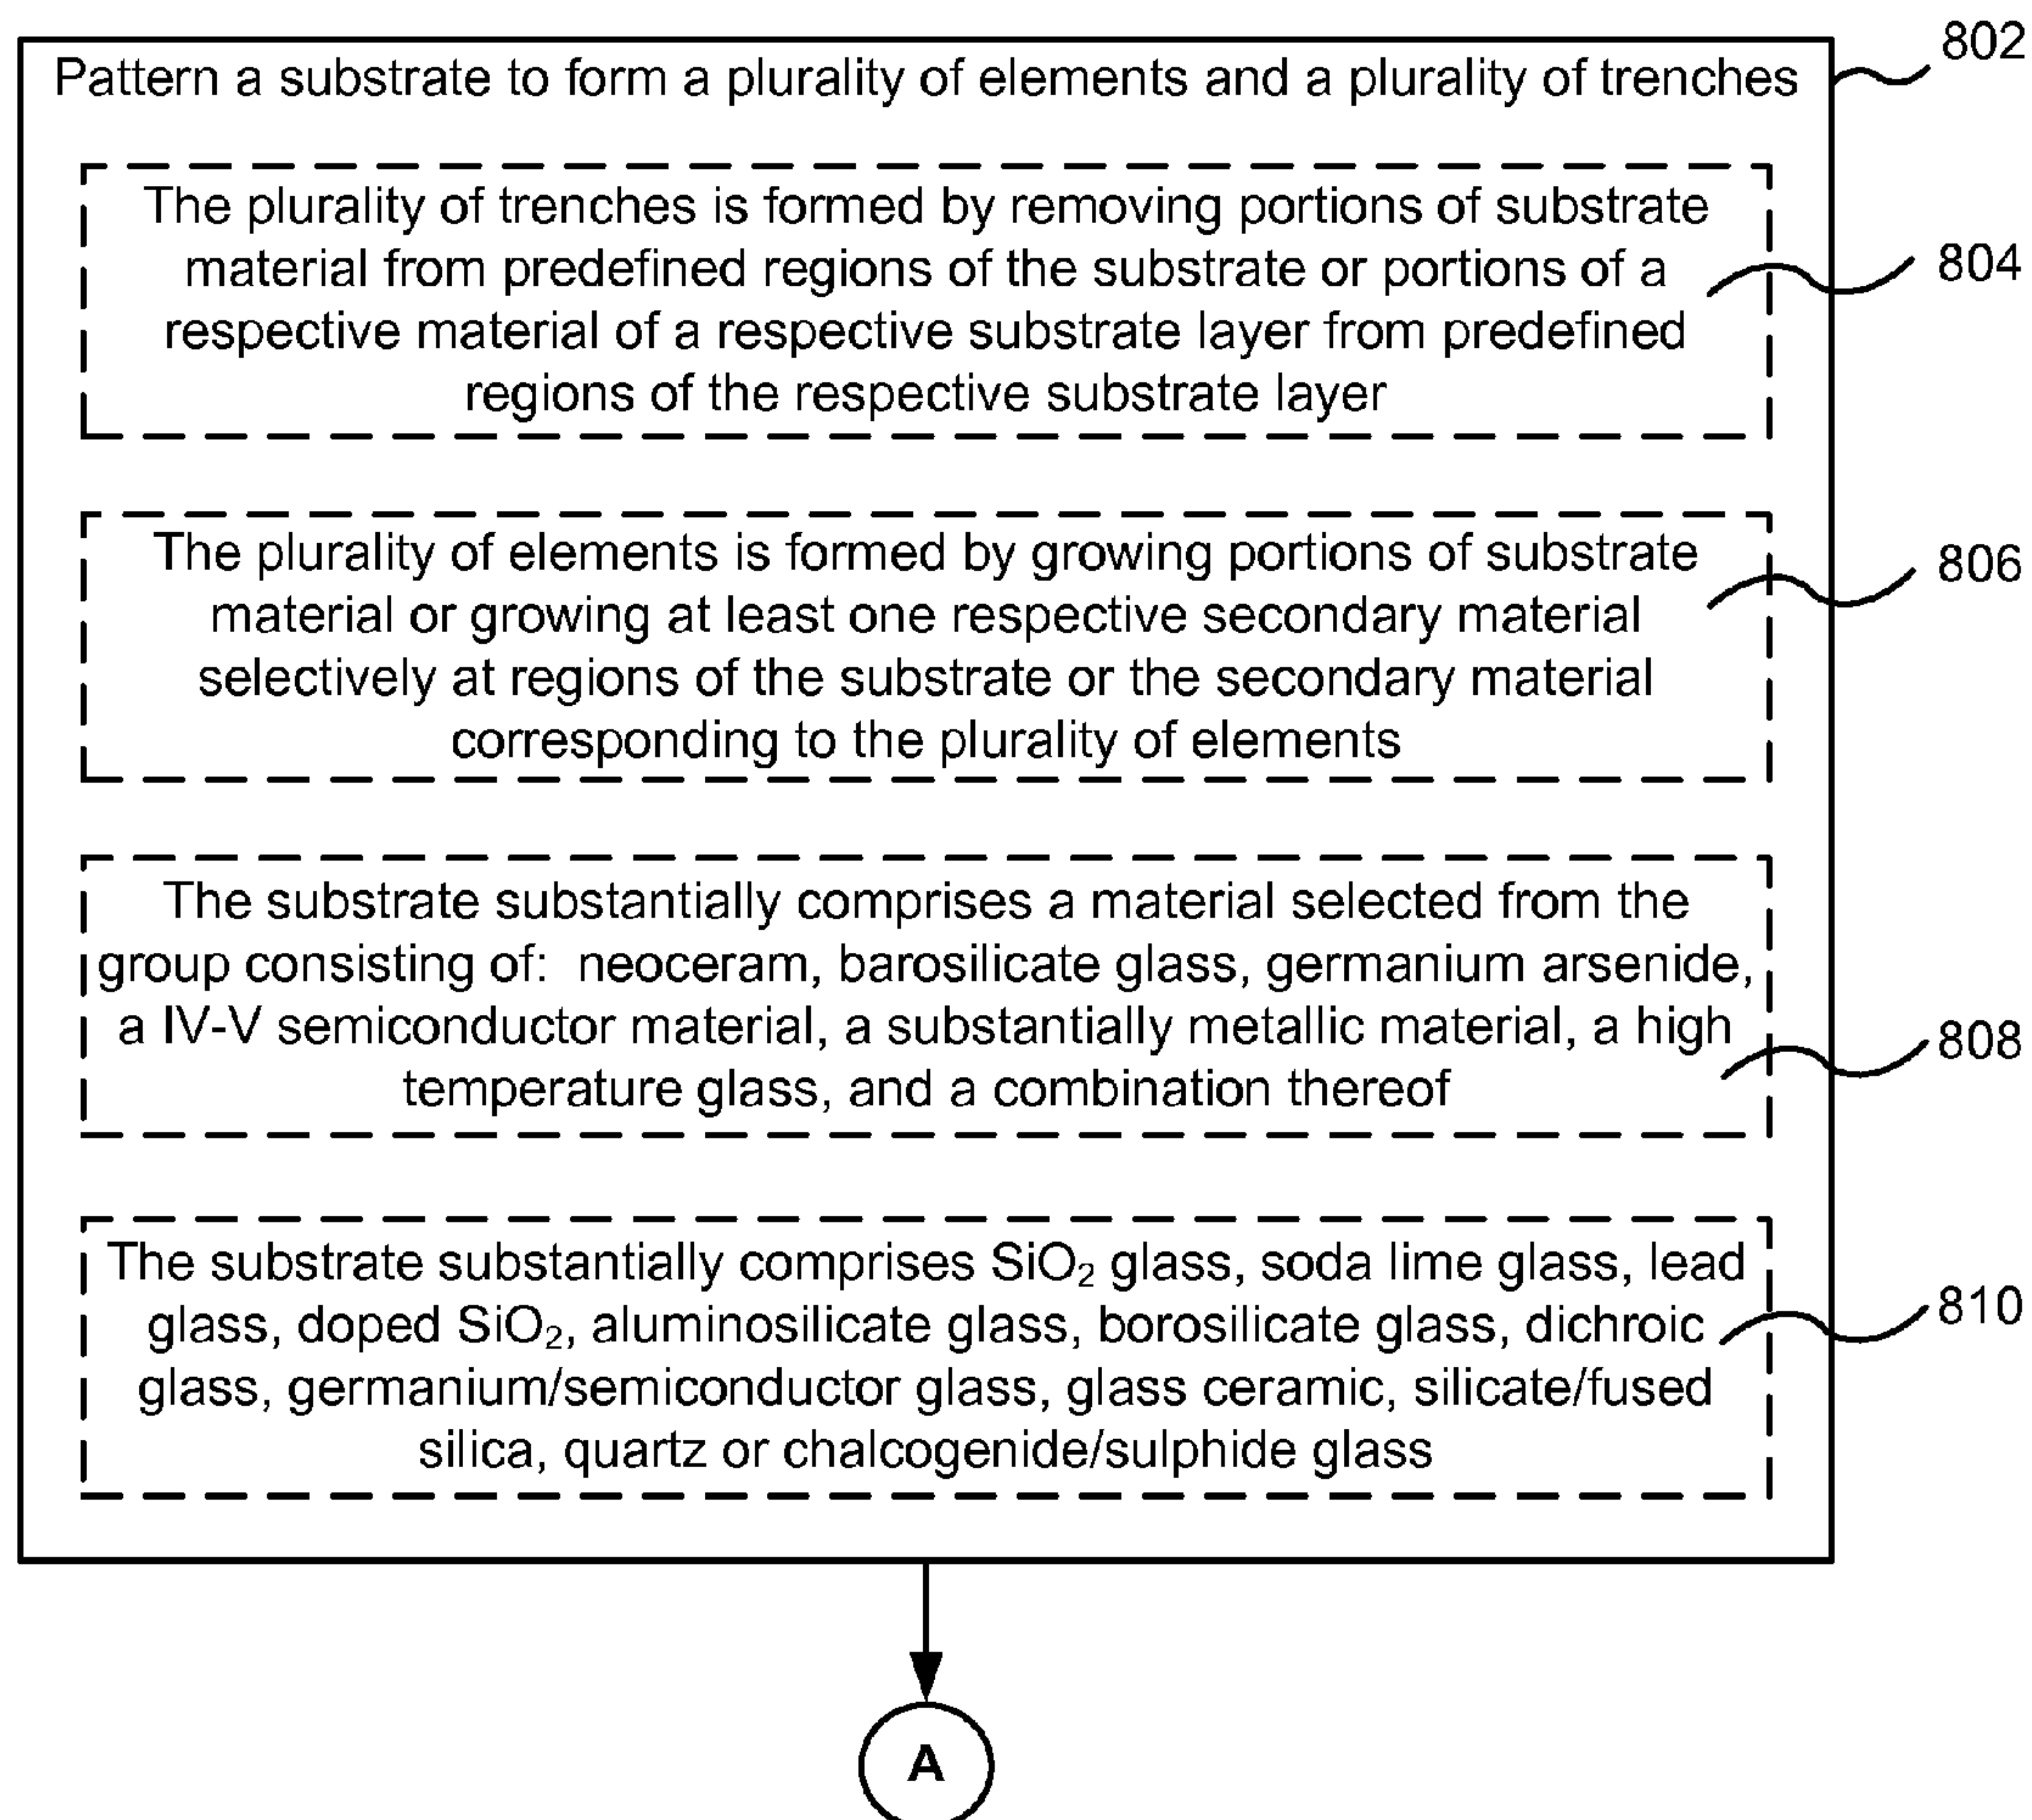 802
Pattern a substrate to form a plurality of elements and a plurality of trenches
The plurality of trenches is formed by removing portions of substrate
material from predefined regions of the substrate or portions of a
respective material of a respective substrate layer from predefined
regions of the respective substrate layer
804
The plurality of elements is formed by growing portions of substrate
material or growing at least one respective secondary material
selectively at regions of the substrate or the secondary material
corresponding to the plurality of elements
806
The substrate substantially comprises a material selected from the
group consisting of:  neoceram, barosilicate glass, germanium arsenide,
a IV-V semiconductor material, a substantially metallic material, a high
temperature glass, and a combination thereof
808
The substrate substantially comprises SiO₂ glass, soda lime glass, lead
glass, doped SiO₂, aluminosilicate glass, borosilicate glass, dichroic
glass, germanium/semiconductor glass, glass ceramic, silicate/fused
silica, quartz or chalcogenide/sulphide glass
810
A